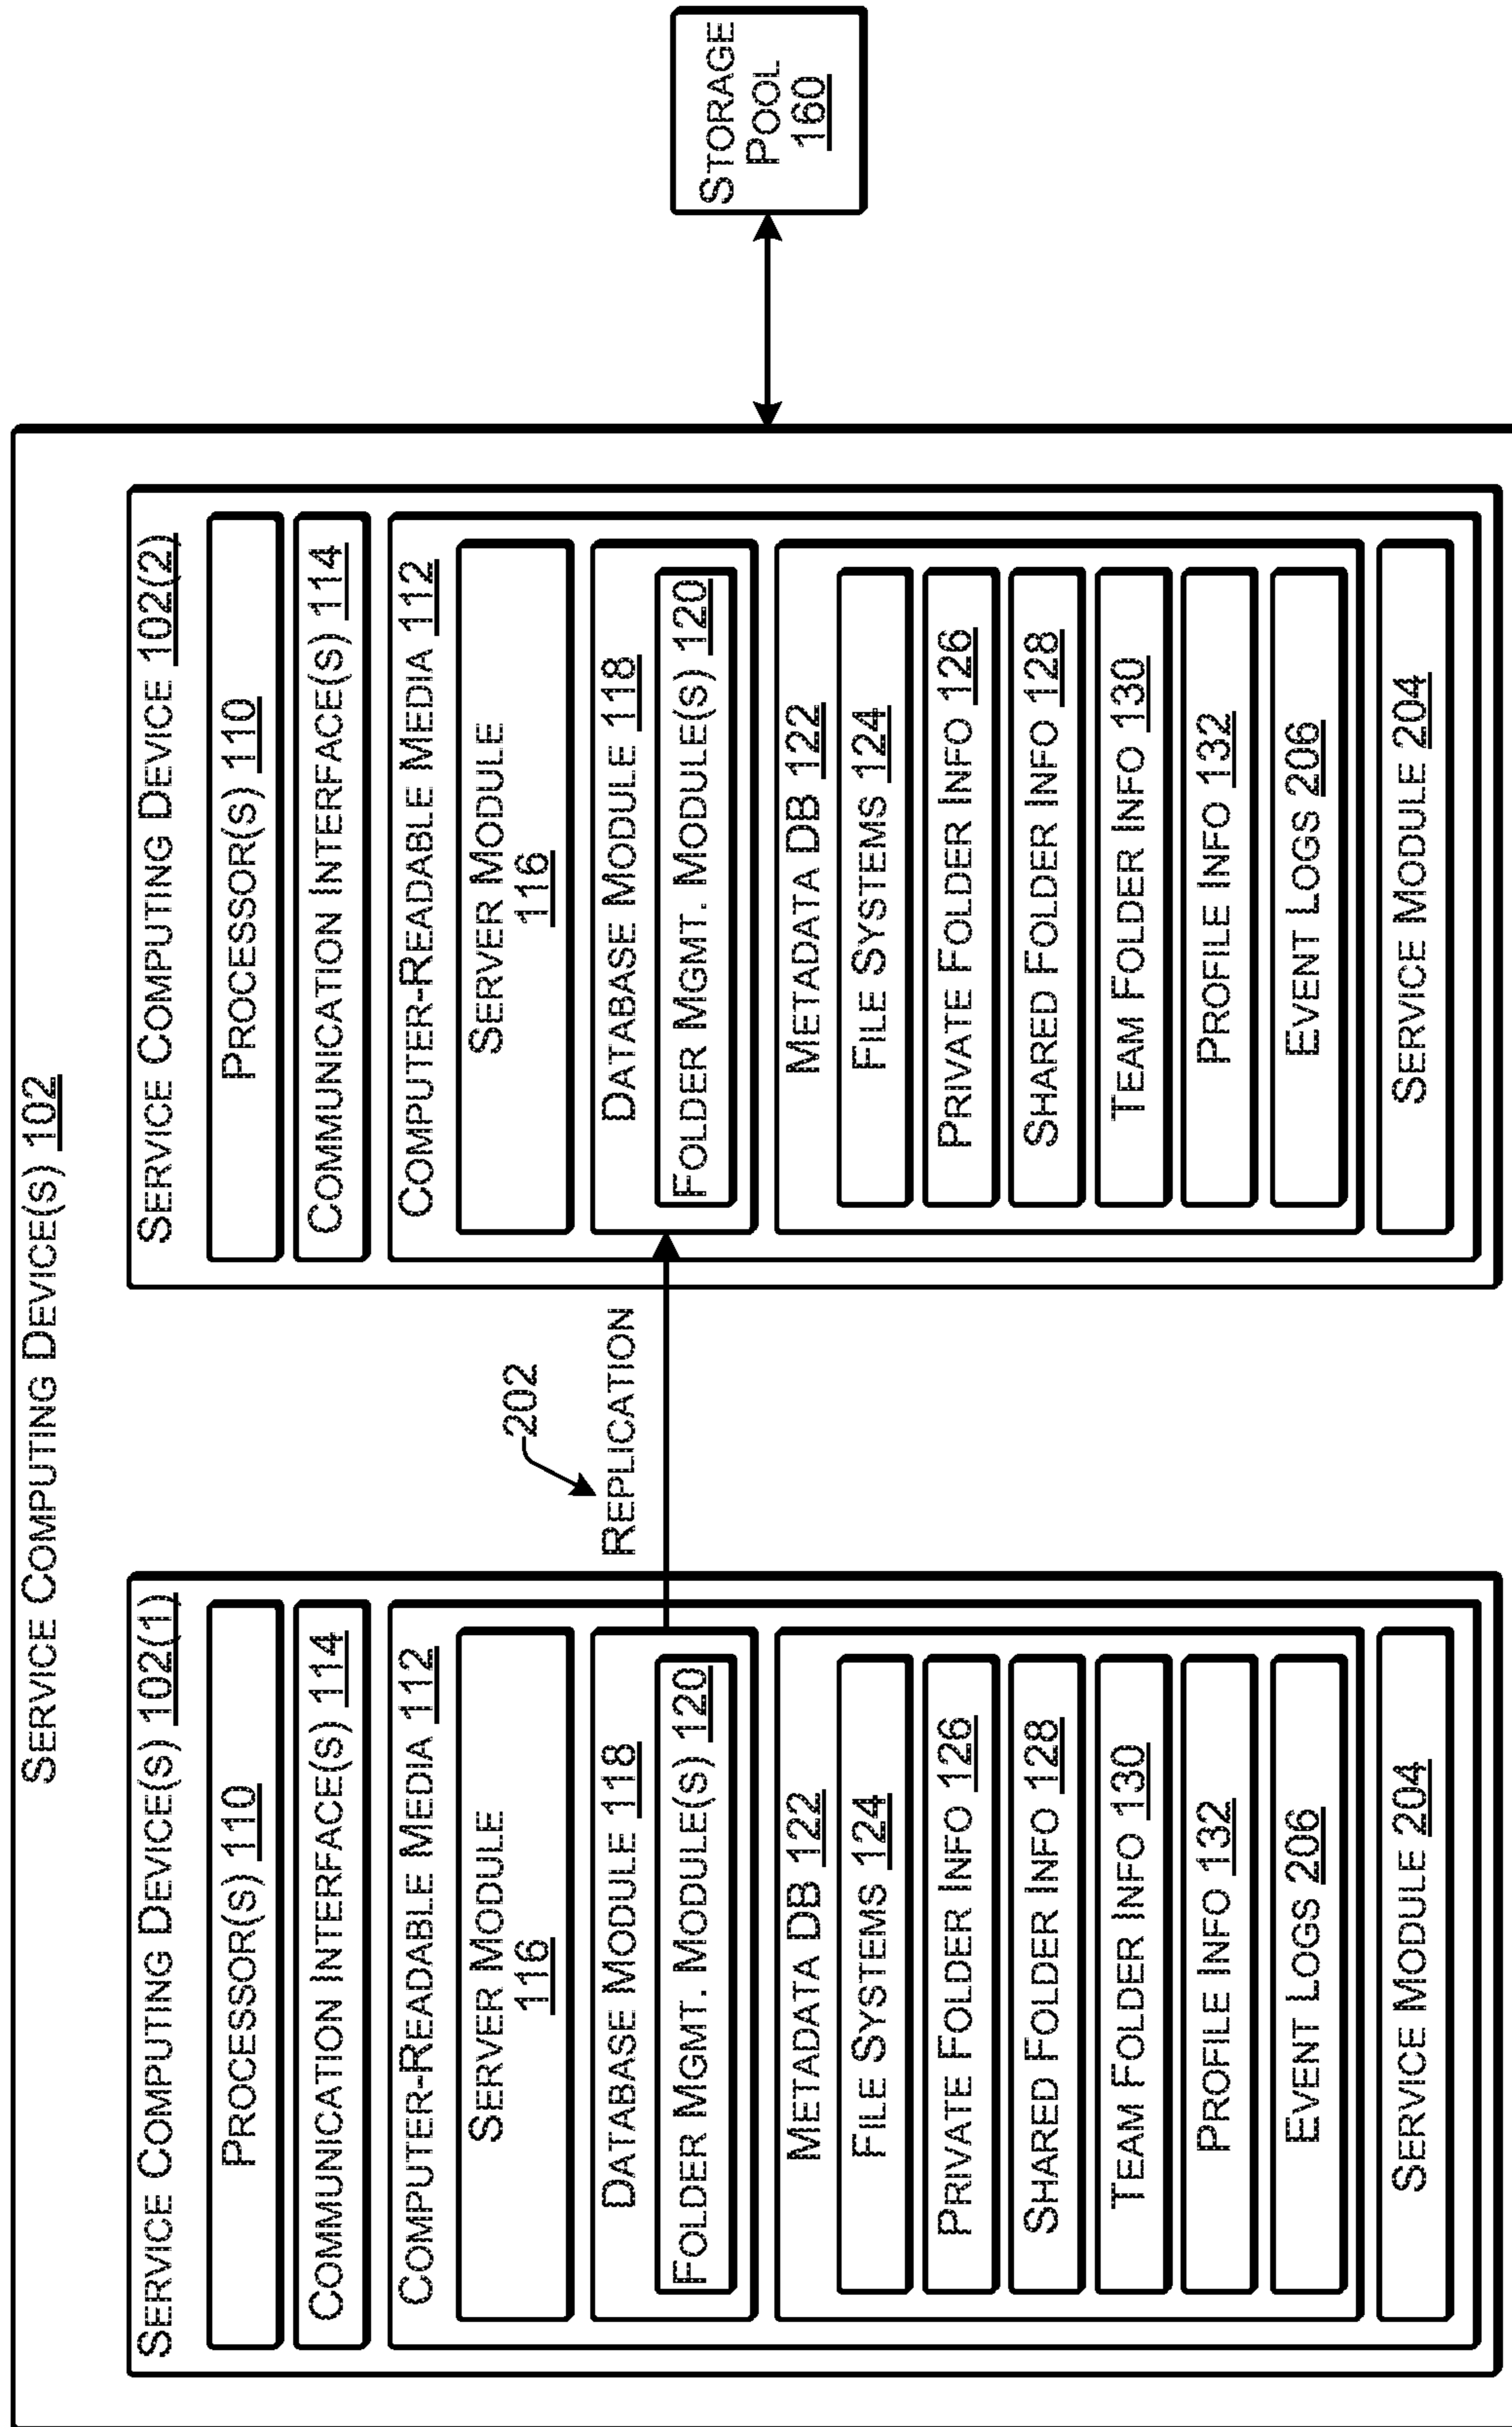 SERVICE COMPUTING DEVICE(S) 102
SERVICE COMPUTING DEVICE(S) 102(1)
PROCESSOR(S) 110
COMMUNICATION INTERFACE(S) 114
COMPUTER-READABLE MEDIA 112
SERVER MODULE
116
DATABASE MODULE 118
FOLDER MGMT. MODULE(S) 120
METADATA DB 122
FILE SYSTEMS 124
PRIVATE FOLDER INFO 126
SHARED FOLDER INFO 128
TEAM FOLDER INFO 130
PROFILE INFO 132
EVENT LOGS 206
SERVICE MODULE 204
202
REPLICATION
SERVICE COMPUTING DEVICE 102(2)
PROCESSOR(S) 110
COMMUNICATION INTERFACE(S) 114
COMPUTER-READABLE MEDIA 112
SERVER MODULE
116
DATABASE MODULE 118
FOLDER MGMT. MODULE(S) 120
METADATA DB 122
FILE SYSTEMS 124
PRIVATE FOLDER INFO 126
SHARED FOLDER INFO 128
TEAM FOLDER INFO 130
PROFILE INFO 132
EVENT LOGS 206
SERVICE MODULE 204
STORAGE
POOL
160